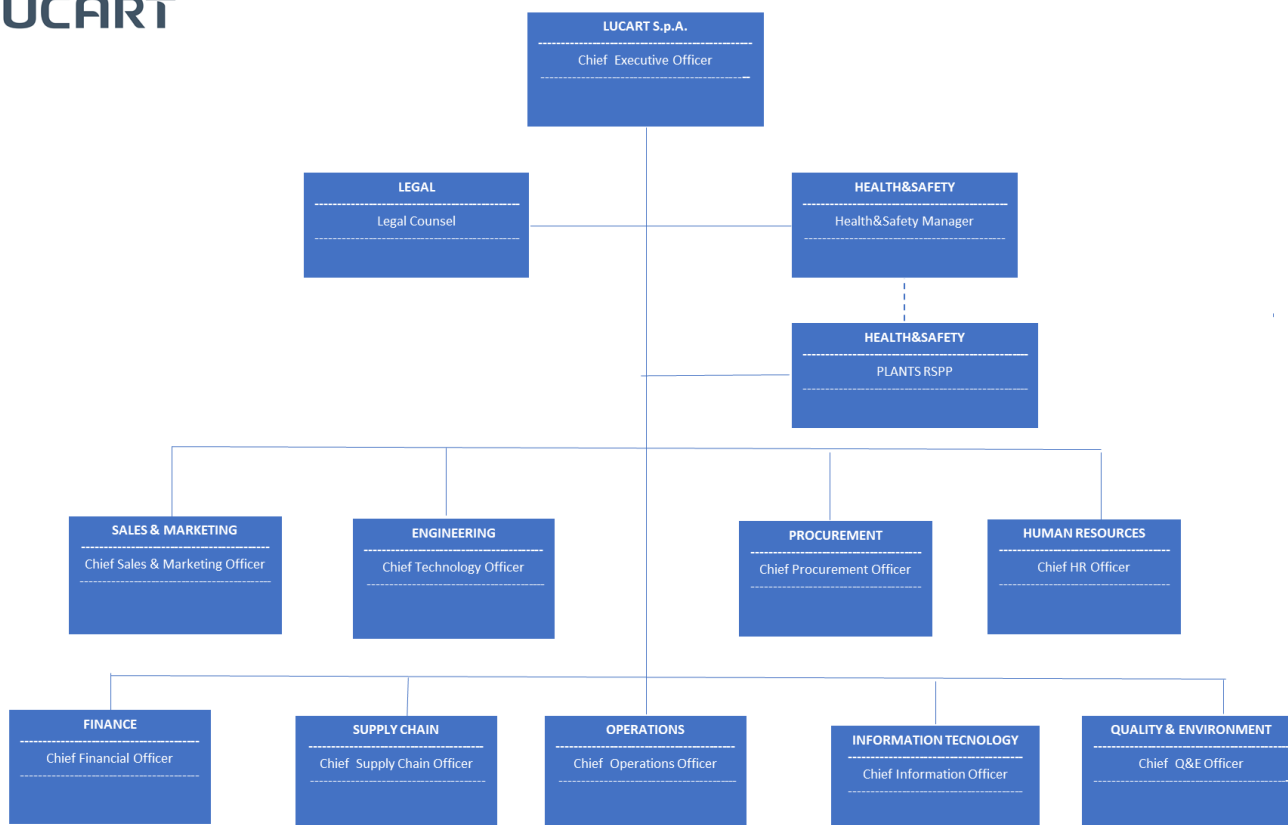 LUCART
LUCART S.p.A.
Chief Executive Officer
LEGAL
Legal Counsel
HEALTH&SAFETY
Health&Safety Manager
HEALTH&SAFETY
PLANTS RSPP
SALES & MARKETING
Chief Sales & Marketing Officer
ENGINEERING
Chief Technology Officer
PROCUREMENT
Chief Procurement Officer
HUMAN RESOURCES
Chief HR Officer
FINANCE
Chief Financial Officer
SUPPLY CHAIN
Chief Supply Chain Officer
OPERATIONS
Chief Operations Officer
INFORMATION TECNOLOGY
Chief Information Officer
QUALITY & ENVIRONMENT
Chief Q&E Officer